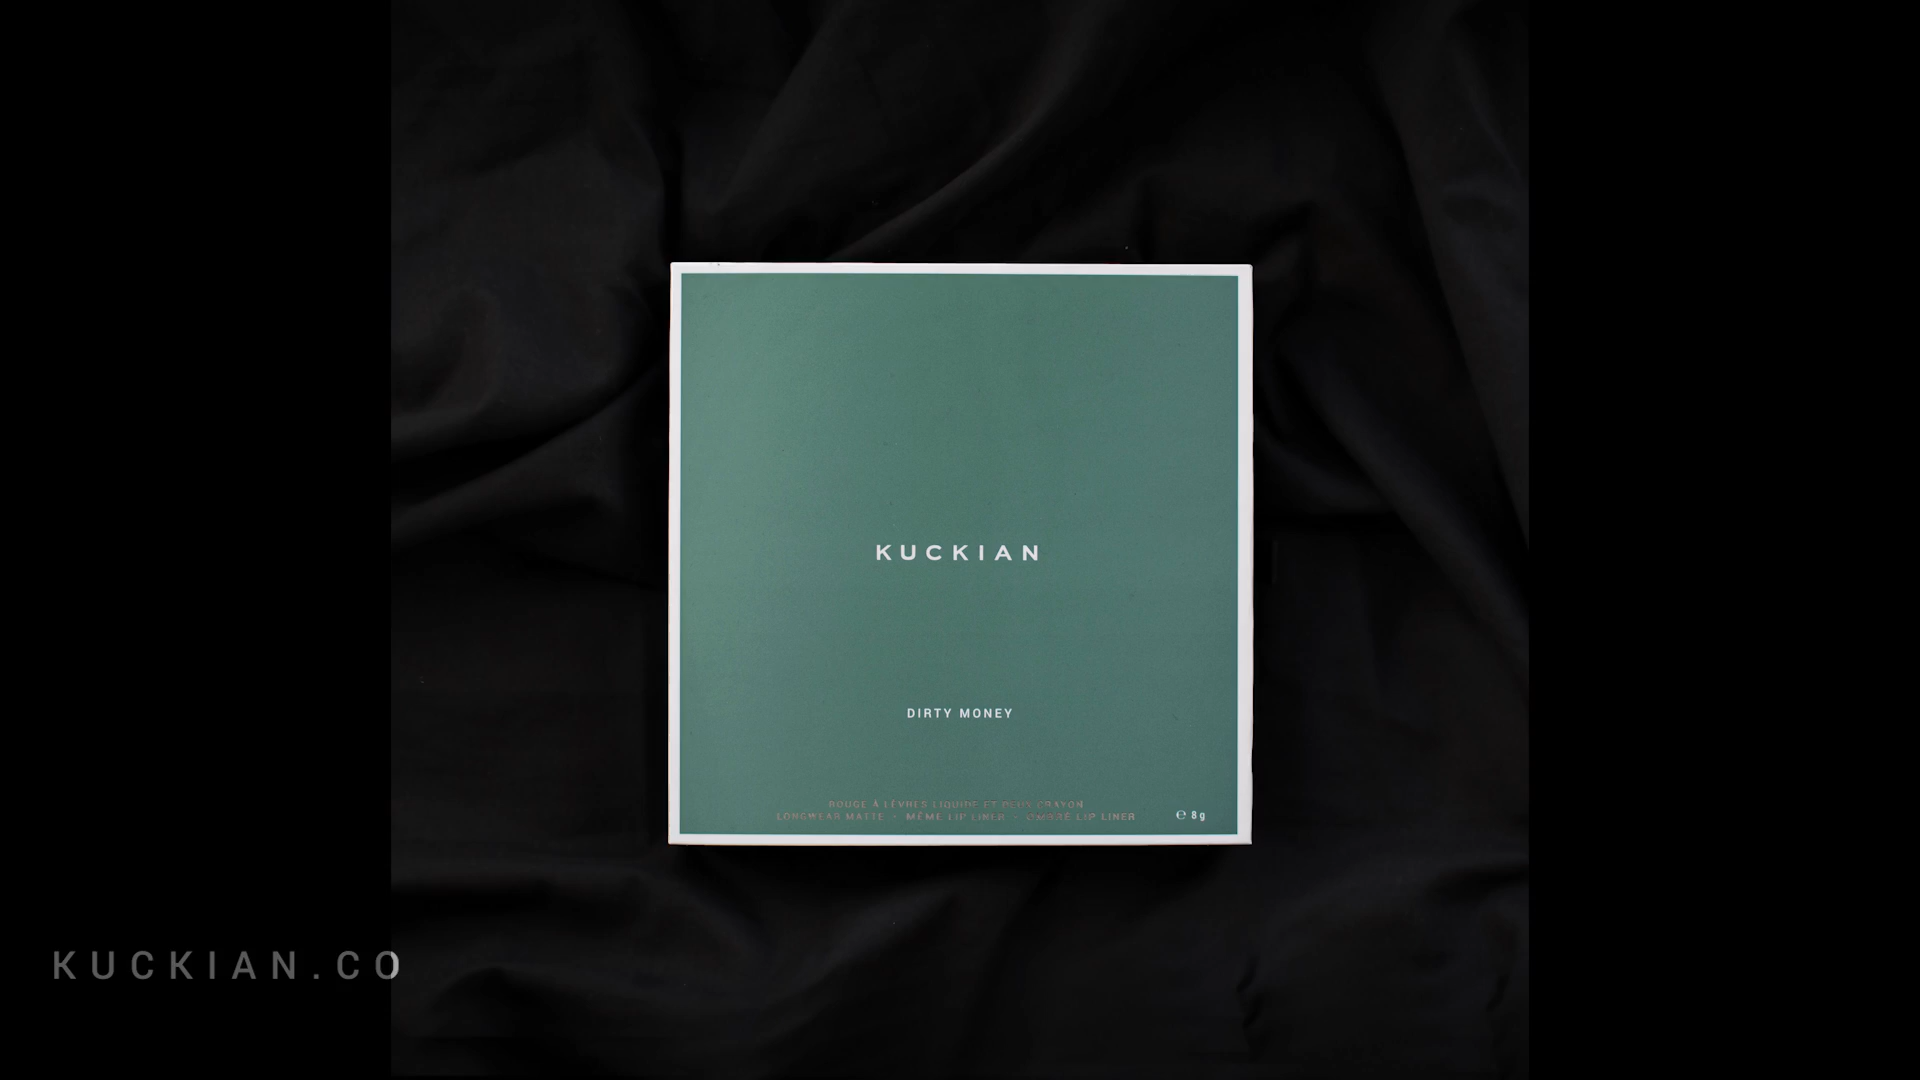 KUCKIAN
DIRTY MONEY
ROUGE À LÈVRES LIQUIDE ET DEUX CRAYON
LONGWEAR MATTE • MÊME LIP LINER • OMBRÉ LIP LINER
℮ 8g
KUCKIAN.CO